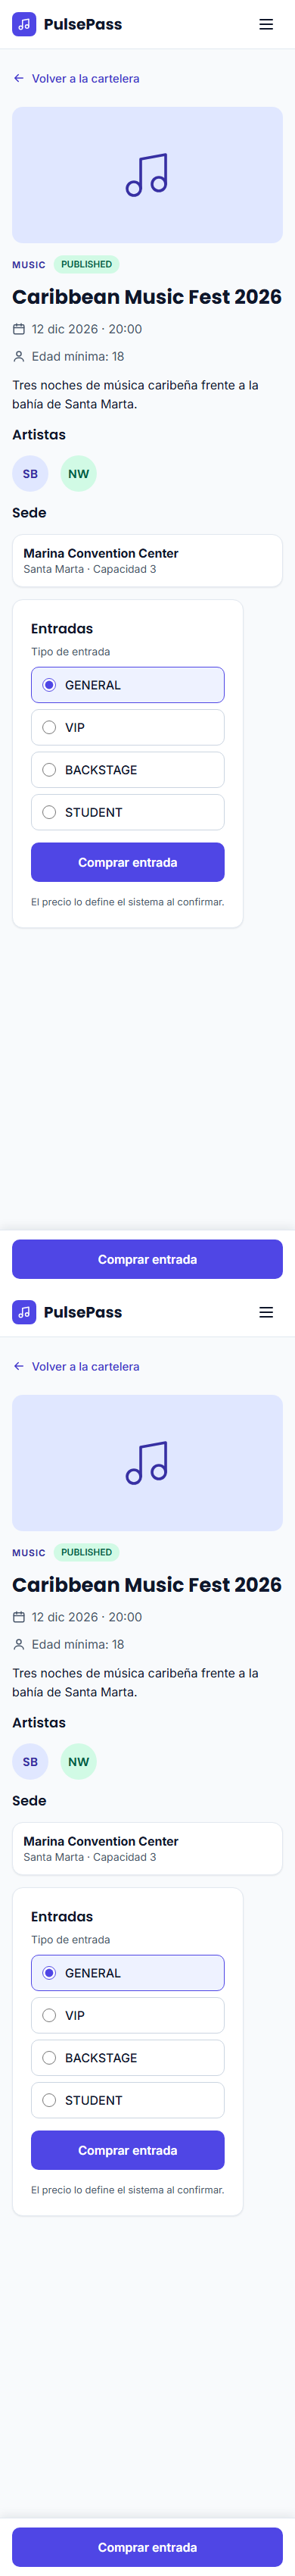 PulsePass
← Volver a la cartelera
MUSIC PUBLISHED
Caribbean Music Fest 2026
12 dic 2026 · 20:00
Edad mínima: 18
Tres noches de música caribeña frente a la
bahía de Santa Marta.
Artistas
SB NW
Sede
Marina Convention Center
Santa Marta · Capacidad 3
Entradas
Tipo de entrada
GENERAL
VIP
BACKSTAGE
STUDENT
Comprar entrada
El precio lo define el sistema al confirmar.
Comprar entrada
PulsePass
← Volver a la cartelera
MUSIC PUBLISHED
Caribbean Music Fest 2026
12 dic 2026 · 20:00
Edad mínima: 18
Tres noches de música caribeña frente a la
bahía de Santa Marta.
Artistas
SB NW
Sede
Marina Convention Center
Santa Marta · Capacidad 3
Entradas
Tipo de entrada
GENERAL
VIP
BACKSTAGE
STUDENT
Comprar entrada
El precio lo define el sistema al confirmar.
Comprar entrada